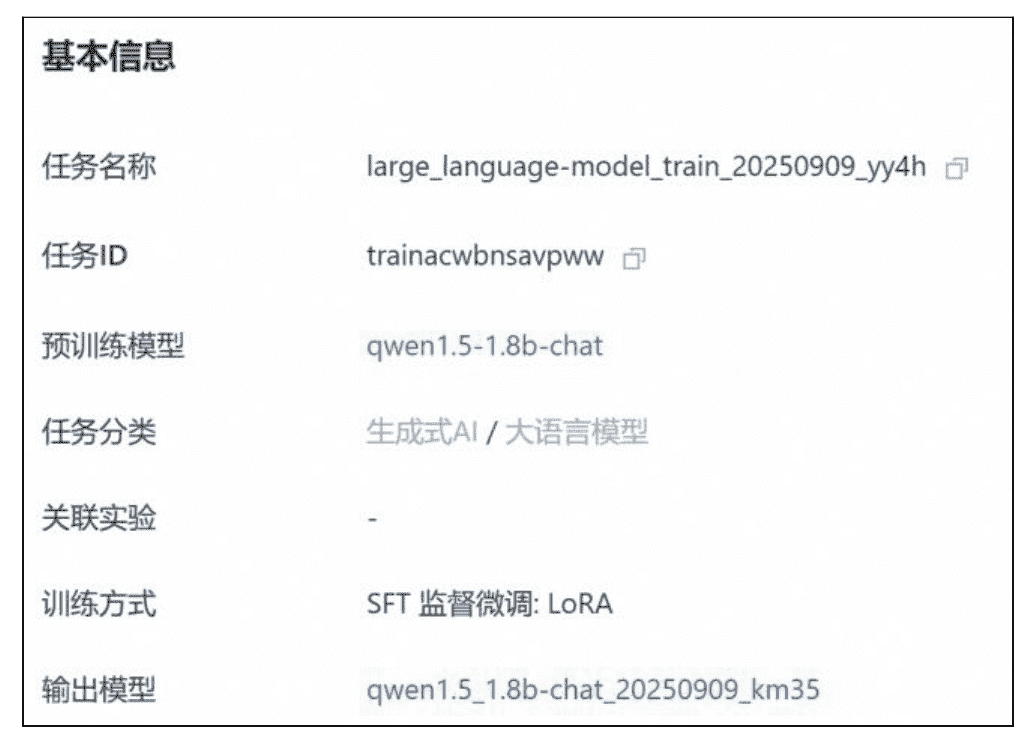 基本信息
任务名称 large_language-model_train_20250909_yy4h
任务ID trainacwbnsavpww
预训练模型 qwen1.5-1.8b-chat
任务分类 生成式AI / 大语言模型
关联实验 -
训练方式 SFT 监督微调: LoRA
输出模型 qwen1.5_1.8b-chat_20250909_km35